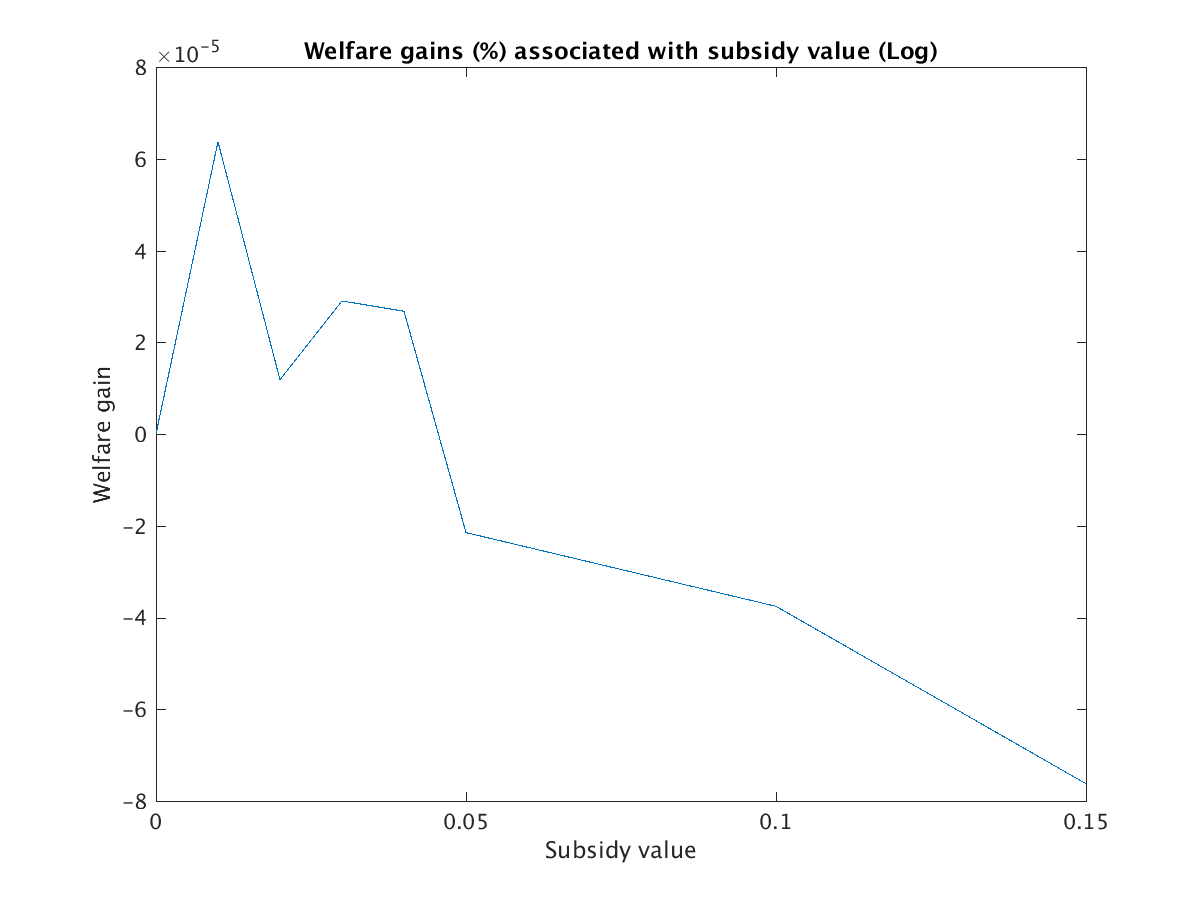 Welfare gains (%) associated with subsidy value (Log)
×10⁻⁵
8
6
4
2
0
−2
−4
−6
−8
Welfare gain
0 0.05 0.1 0.15
Subsidy value